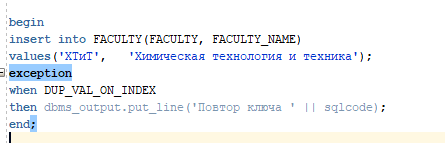 begin
insert into FACULTY(FACULTY, FACULTY_NAME)
values('ХТиТ', 'Химическая технология и техника');
exception
when DUP_VAL_ON_INDEX
then dbms_output.put_line('Повтор ключа ' || sqlcode);
end;